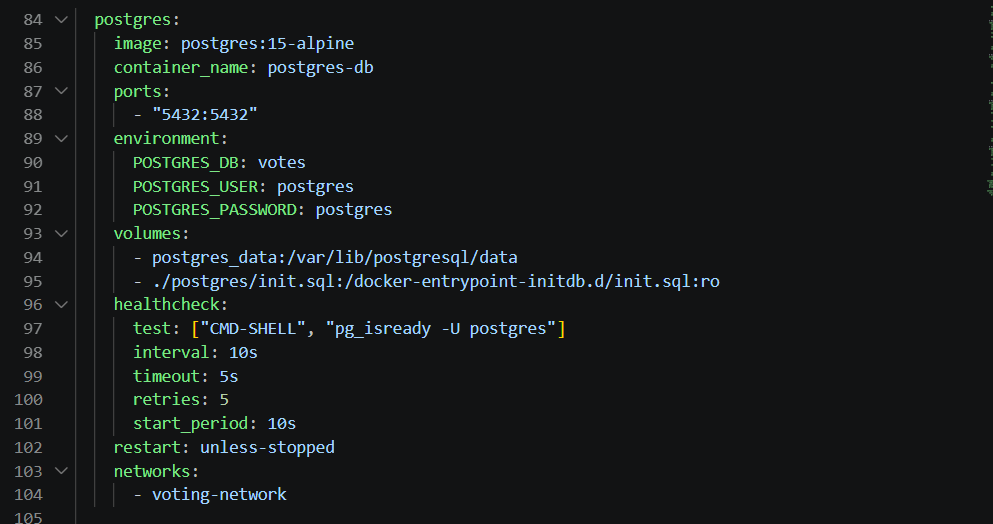 84 postgres:
85 image: postgres:15-alpine
86 container_name: postgres-db
87 ports:
88 - "5432:5432"
89 environment:
90 POSTGRES_DB: votes
91 POSTGRES_USER: postgres
92 POSTGRES_PASSWORD: postgres
93 volumes:
94 - postgres_data:/var/lib/postgresql/data
95 - ./postgres/init.sql:/docker-entrypoint-initdb.d/init.sql:ro
96 healthcheck:
97 test: ["CMD-SHELL", "pg_isready -U postgres"]
98 interval: 10s
99 timeout: 5s
100 retries: 5
101 start_period: 10s
102 restart: unless-stopped
103 networks:
104 - voting-network
105